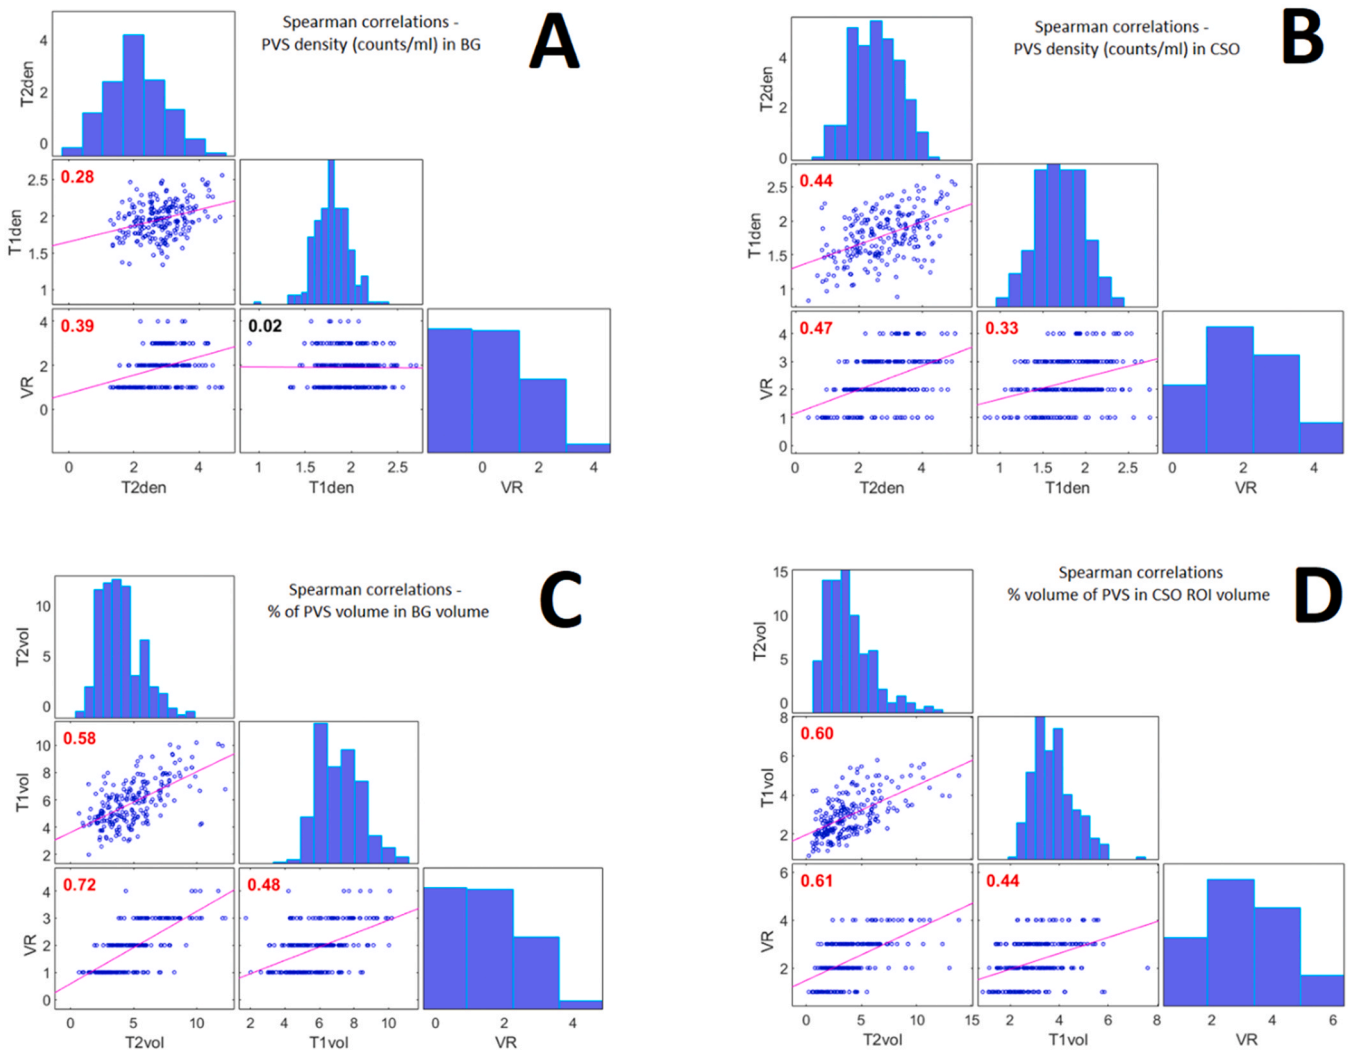 Spearman correlations -
PVS density (counts/ml) in BG
A
T2den
4
2
0
0.28
T1den
2.5
2
1.5
1
0.39
0.02
VR
4
2
0
0 2 4
1 1.5 2 2.5
0 2 4
T2den T1den VR
Spearman correlations -
PVS density (counts/ml) in CSO
B
T2den
4
2
0
0.44
T1den
2.5
2
1.5
1
0.47
0.33
VR
4
3
2
1
0
0 2 4
1 1.5 2 2.5
0 2 4
T2den T1den VR
Spearman correlations -
% of PVS volume in BG volume
C
T2vol
10
5
0
0.58
T1vol
10
8
6
4
2
0.72
0.48
VR
4
3
2
1
0
0 5 10
2 4 6 8 10
0 2 4
T2vol T1vol VR
Spearman correlations
% volume of PVS in CSO ROI volume
D
T2vol
15
10
5
0
0.60
T1vol
8
6
4
2
0.61
0.44
VR
6
4
2
0 5 10 15
2 4 6 8
2 4 6
T2vol T1vol VR